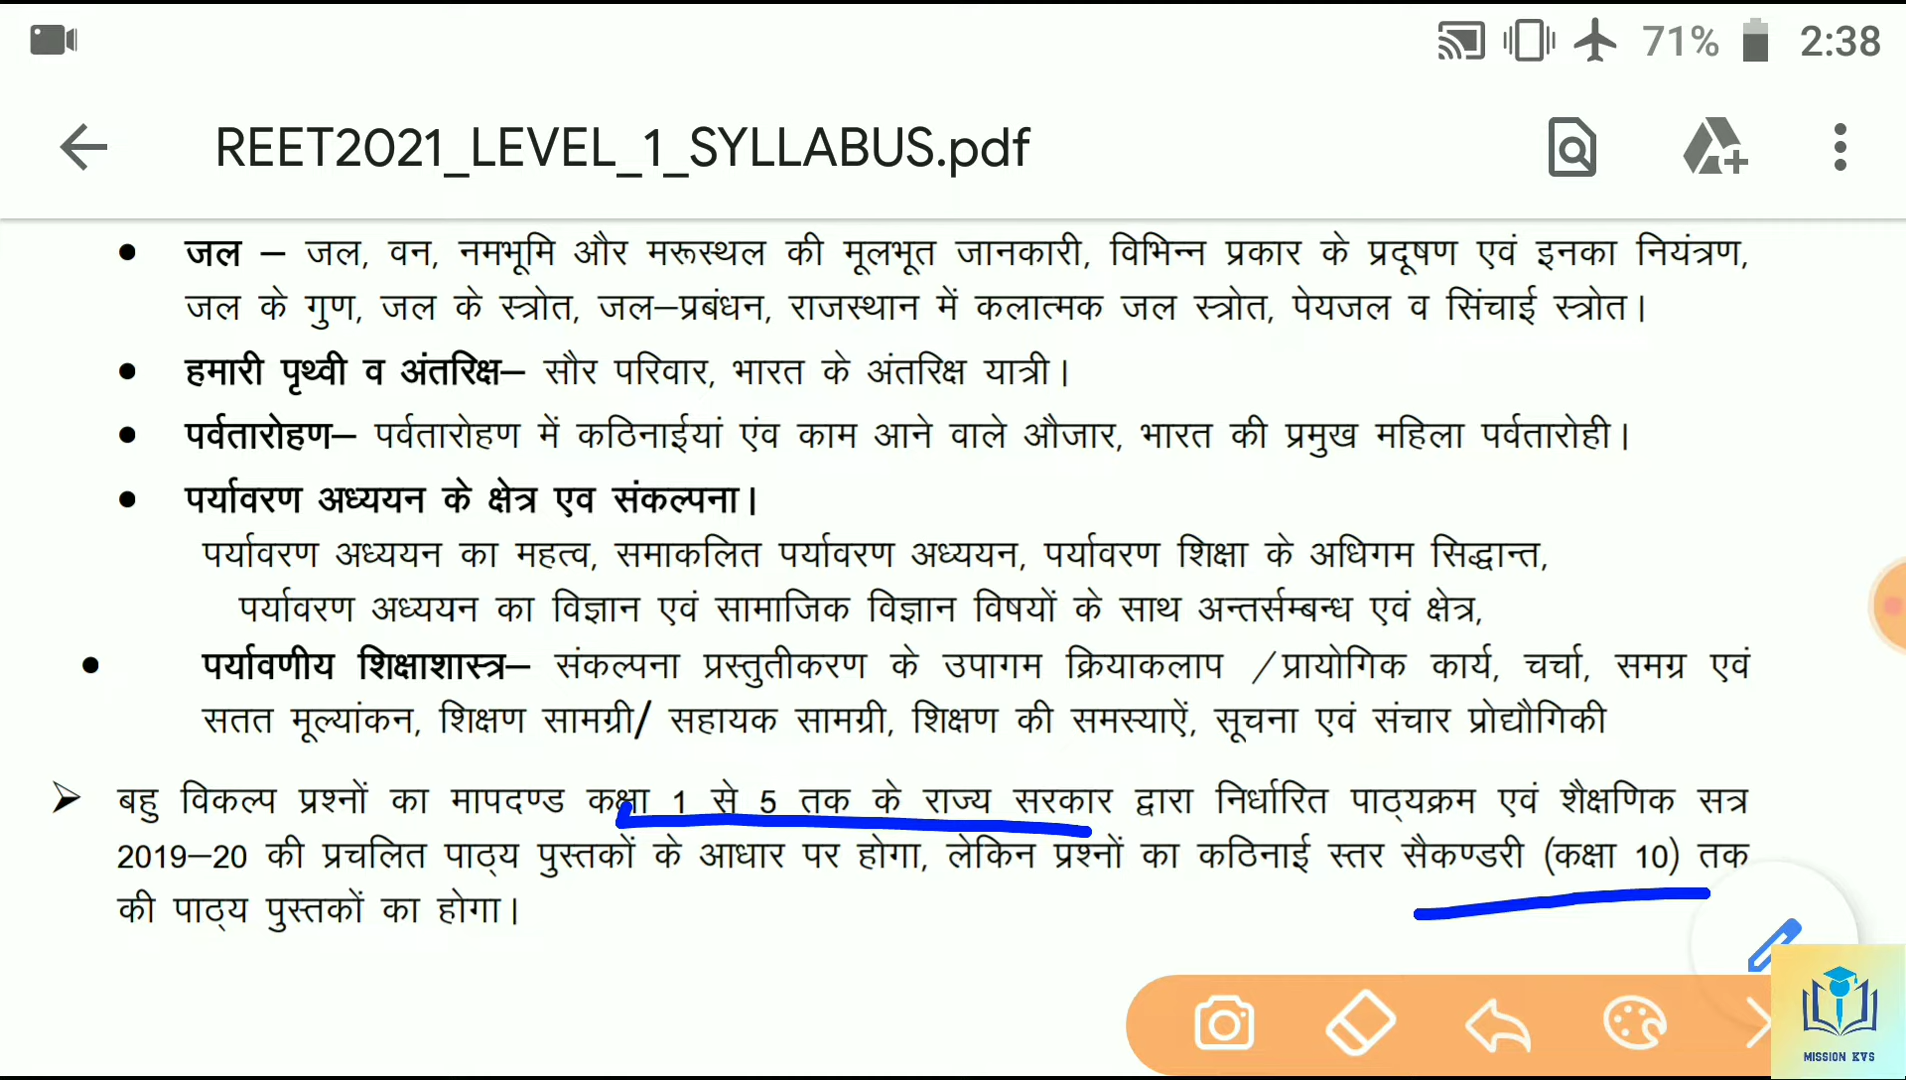 71% 2:38
REET2021_LEVEL_1_SYLLABUS.pdf
• जल – जल, वन, नमभूमि और मरूस्थल की मूलभूत जानकारी, विभिन्न प्रकार के प्रदूषण एवं इनका नियंत्रण,
जल के गुण, जल के स्त्रोत, जल–प्रबंधन, राजस्थान में कलात्मक जल स्त्रोत, पेयजल व सिंचाई स्त्रोत।
• हमारी पृथ्वी व अंतरिक्ष– सौर परिवार, भारत के अंतरिक्ष यात्री।
• पर्वतारोहण– पर्वतारोहण में कठिनाईयां एंव काम आने वाले औजार, भारत की प्रमुख महिला पर्वतारोही।
• पर्यावरण अध्ययन के क्षेत्र एव संकल्पना।
पर्यावरण अध्ययन का महत्व, समाकलित पर्यावरण अध्ययन, पर्यावरण शिक्षा के अधिगम सिद्धान्त,
पर्यावरण अध्ययन का विज्ञान एवं सामाजिक विज्ञान विषयों के साथ अन्तर्सम्बन्ध एवं क्षेत्र,
• पर्यावणीय शिक्षाशास्त्र– संकल्पना प्रस्तुतीकरण के उपागम क्रियाकलाप /प्रायोगिक कार्य, चर्चा, समग्र एवं
सतत मूल्यांकन, शिक्षण सामग्री/ सहायक सामग्री, शिक्षण की समस्याऐं, सूचना एवं संचार प्रोद्यौगिकी
➢ बहु विकल्प प्रश्नों का मापदण्ड कक्षा 1 से 5 तक के राज्य सरकार द्वारा निर्धारित पाठ्यक्रम एवं शैक्षणिक सत्र
2019–20 की प्रचलित पाठ्य पुस्तकों के आधार पर होगा, लेकिन प्रश्नों का कठिनाई स्तर सैकण्डरी (कक्षा 10) तक
की पाठ्य पुस्तकों का होगा।
MISSION KVS